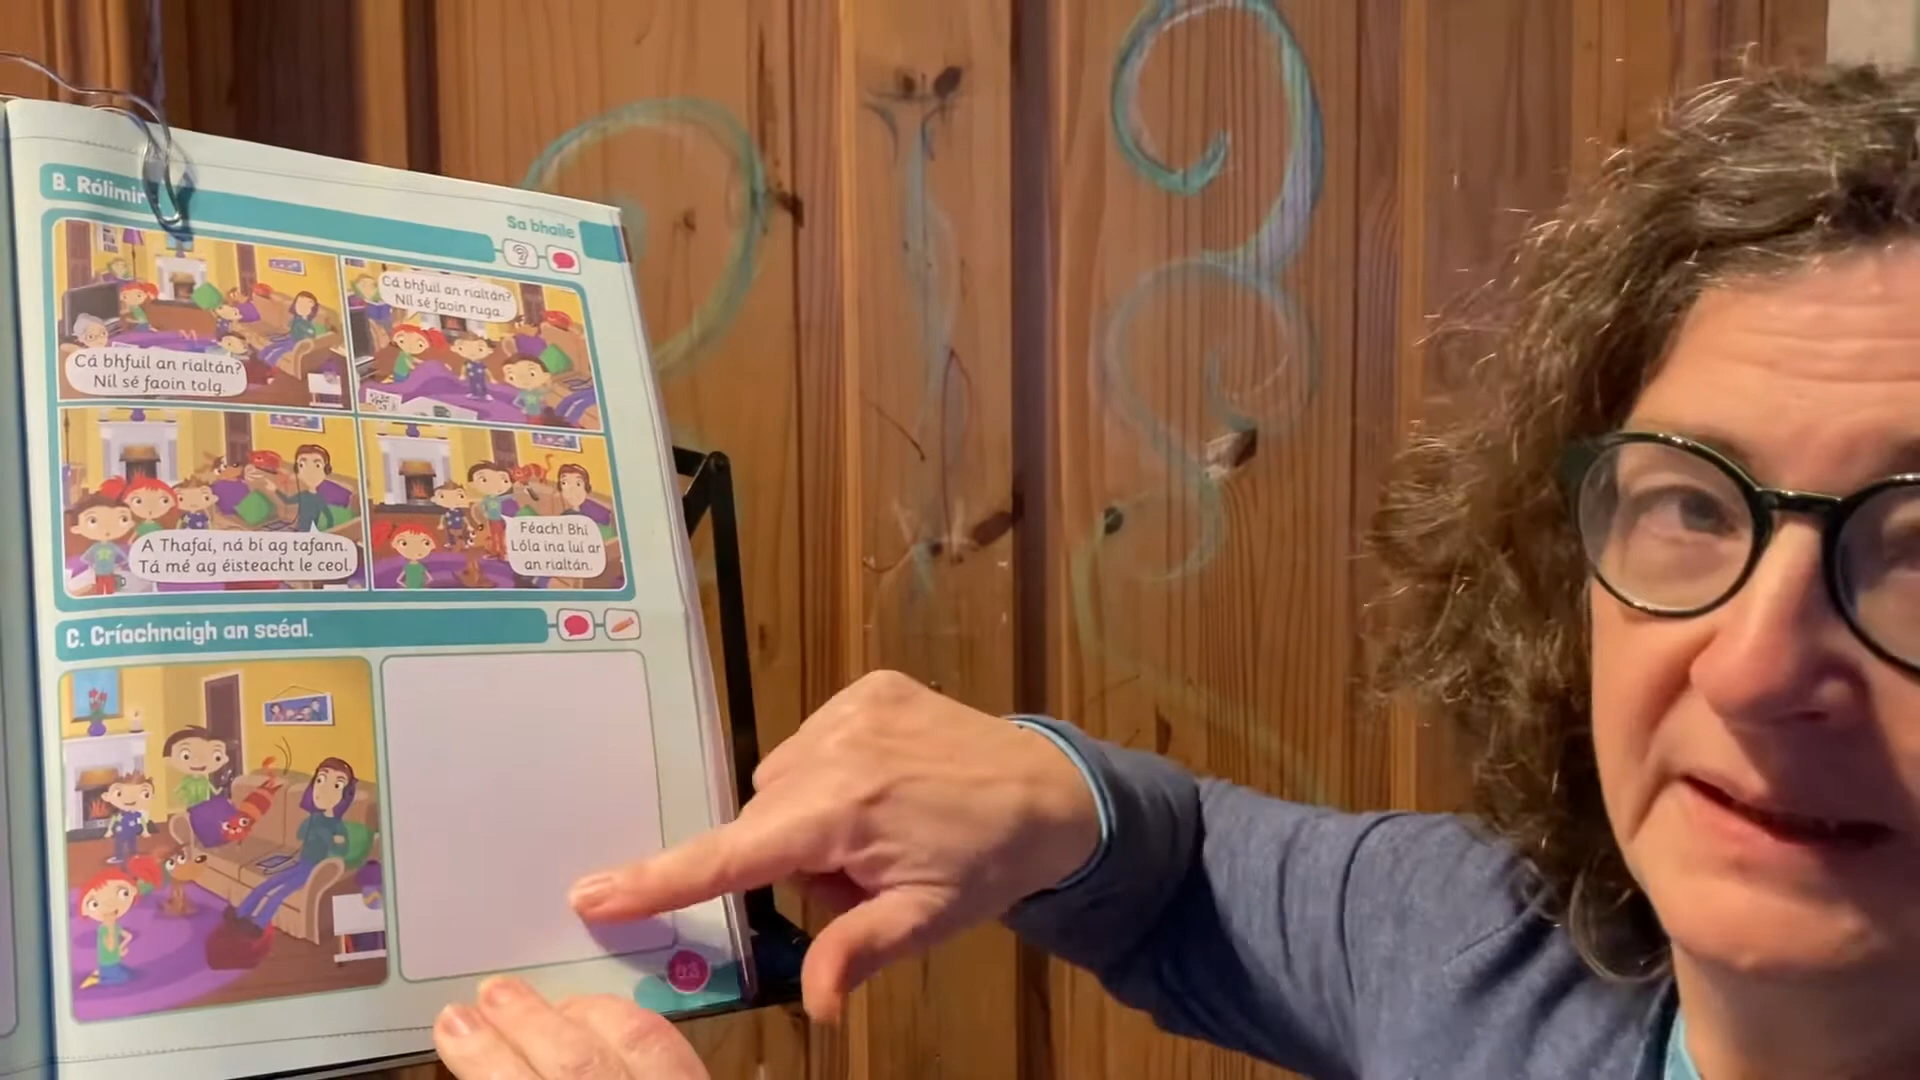 B. Rólimir
Sa bhaile
Cá bhfuil an rialtán?
Níl sé faoin tolg.
Cá bhfuil an rialtán?
Níl sé faoin ruga.
A Thafaí, ná bí ag tafann.
Tá mé ag éisteacht le ceol.
Féach! Bhí
Lóla ina luí ar
an rialtán.
C. Críochnaigh an scéal.